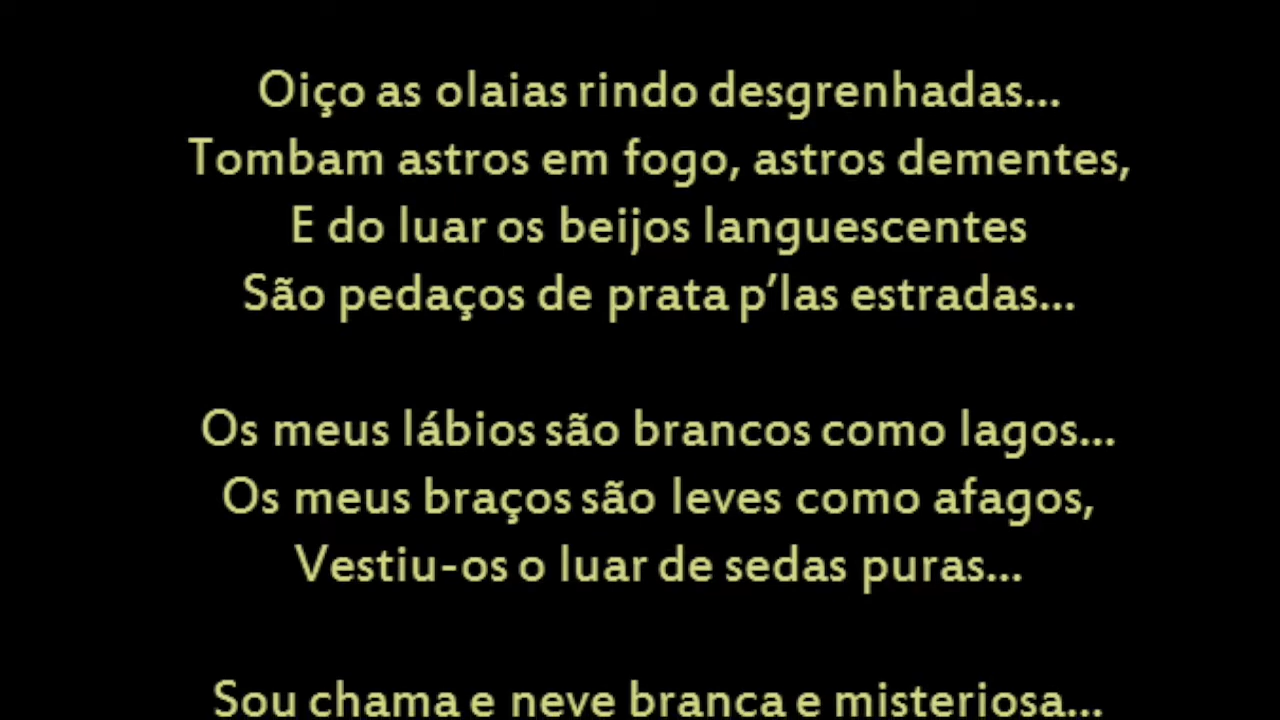 Oiço as olaias rindo desgrenhadas...
Tombam astros em fogo, astros dementes,
E do luar os beijos languescentes
São pedaços de prata p’las estradas...
Os meus lábios são brancos como lagos...
Os meus braços são leves como afagos,
Vestiu-os o luar de sedas puras...
Sou chama e neve branca e misteriosa...